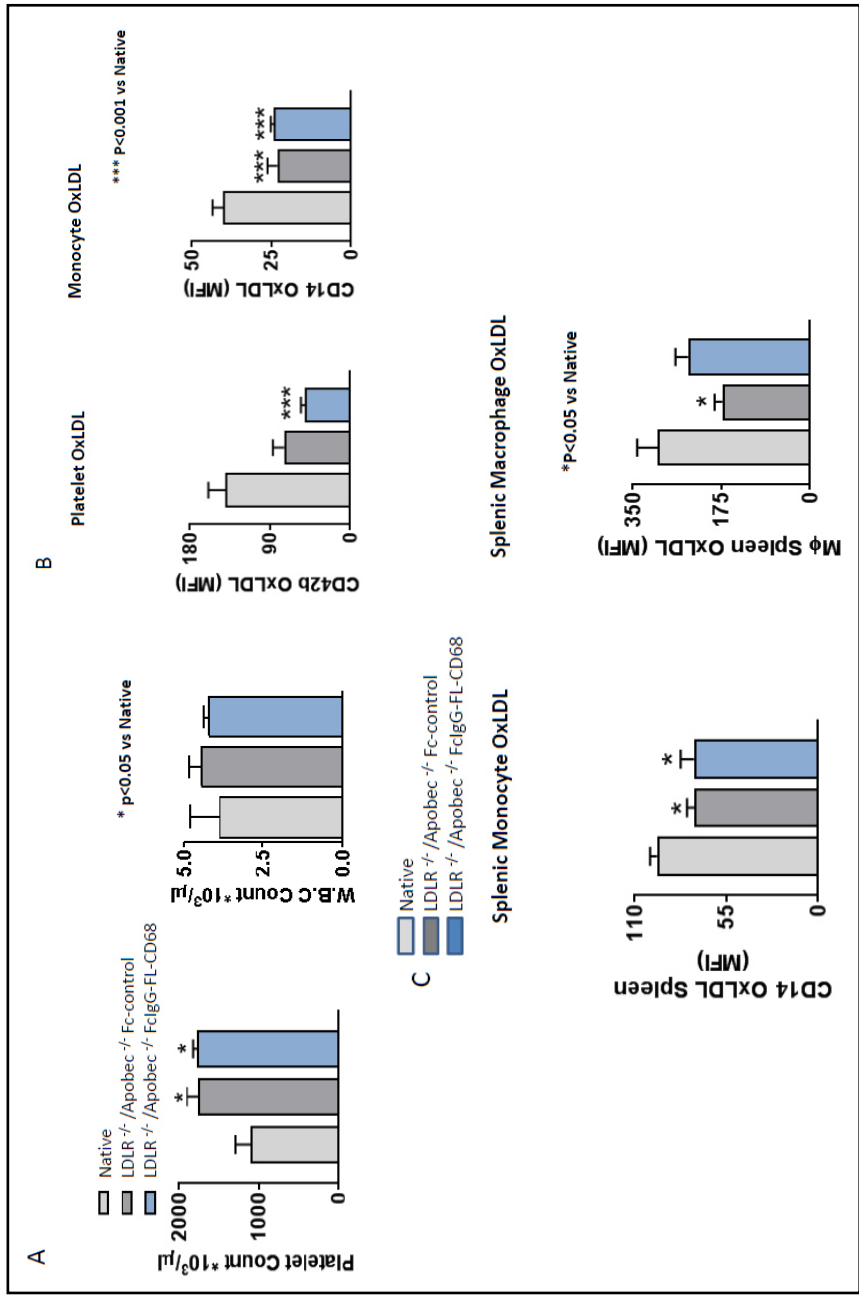 A
Native
LDLR -/- /Apobec -/- Fc-control
LDLR -/- /Apobec -/- FcIgG-FL-CD68
Platelet Count *10³/µl
2000
1000
0
*
*
* p<0.05 vs Native
W.B.C Count *10³/µl
5.0
2.5
0.0
B
Platelet OxLDL
CD42b OxLDL (MFI)
180
90
0
***
Monocyte OxLDL
*** P<0.001 vs Native
CD14 OxLDL (MFI)
50
25
0
***
***
C
Native
LDLR -/- /Apobec -/- Fc-control
LDLR -/- /Apobec -/- FcIgG-FL-CD68
Splenic Monocyte OxLDL
CD14 OxLDL Spleen
(MFI)
110
55
0
*
*
Splenic Macrophage OxLDL
*P<0.05 vs Native
Mϕ Spleen OxLDL (MFI)
350
175
0
*